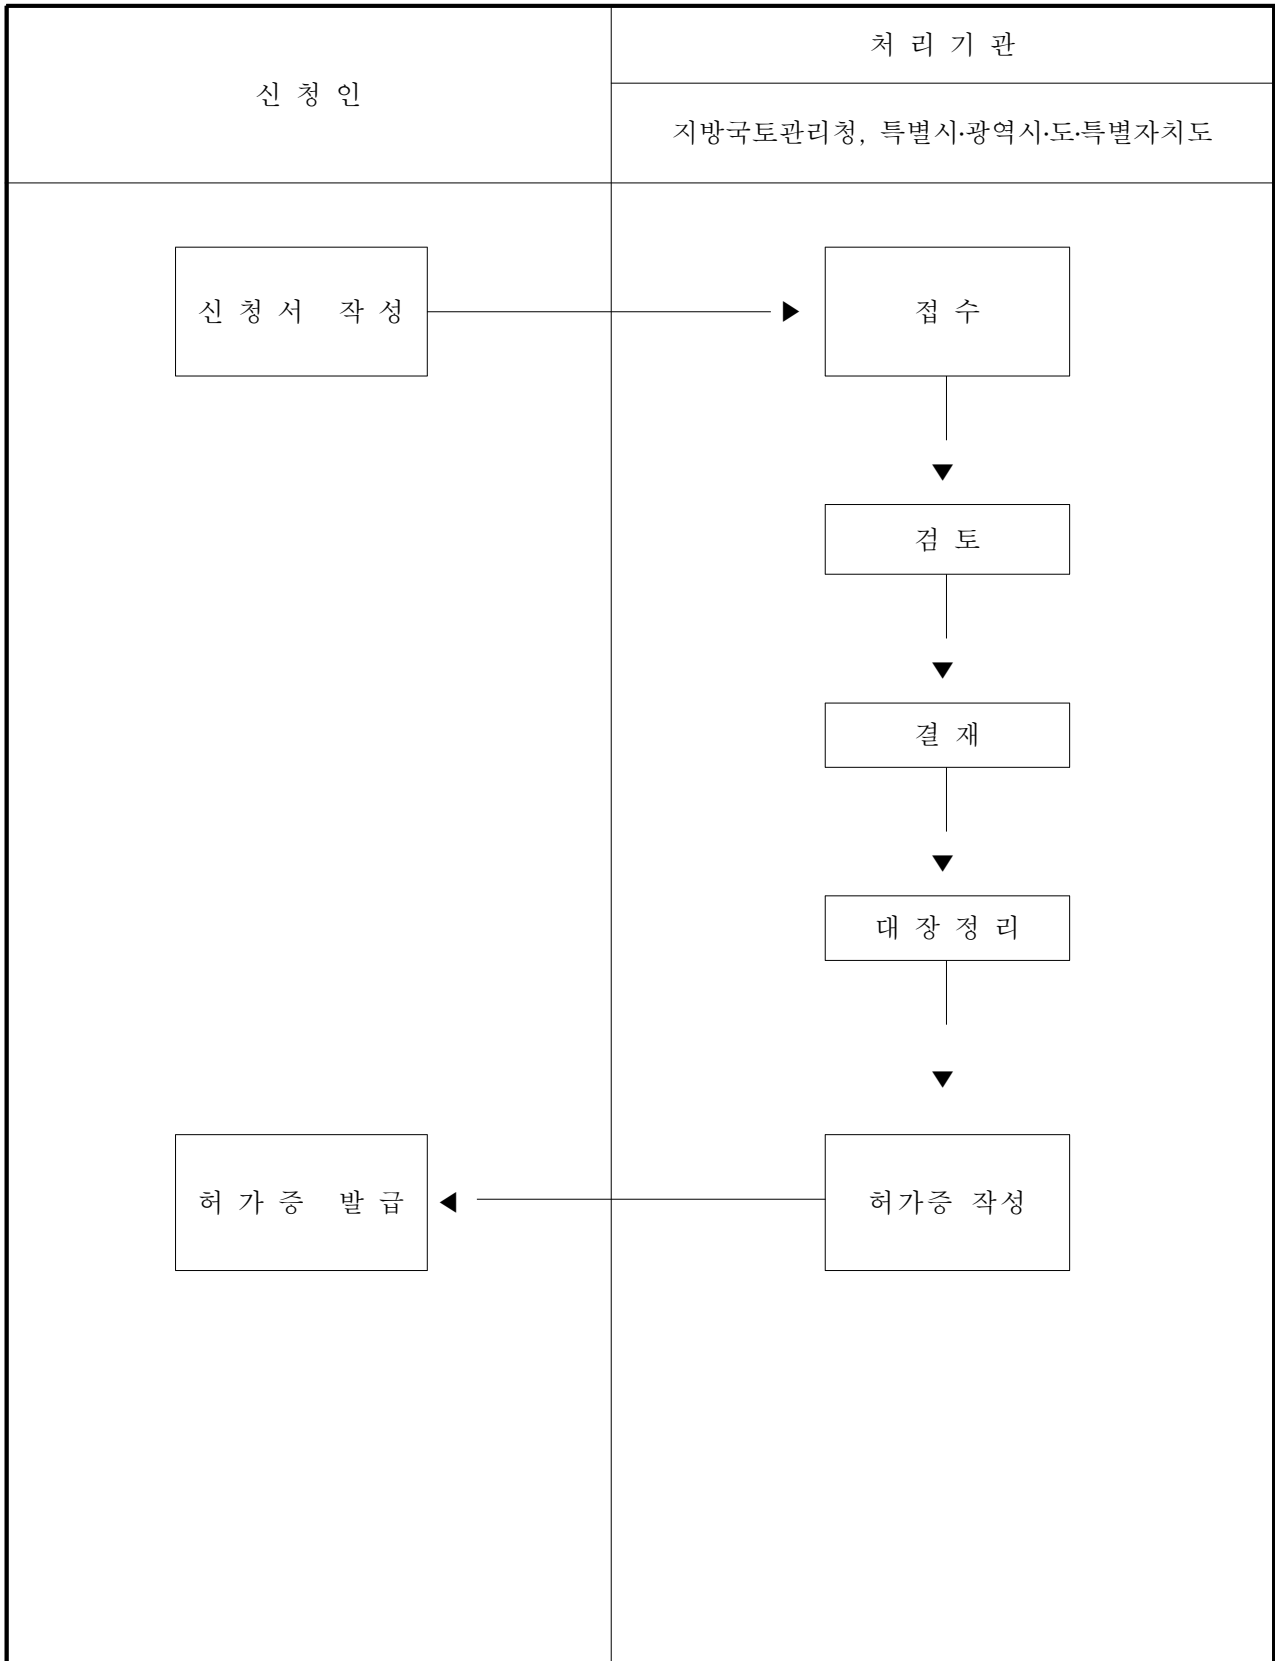 신 청 인
처 리 기 관
지방국토관리청, 특별시·광역시·도·특별자치도
신 청 서 작 성
접 수
검 토
결 재
대 장 정 리
허 가 증 발 급
허가증 작성